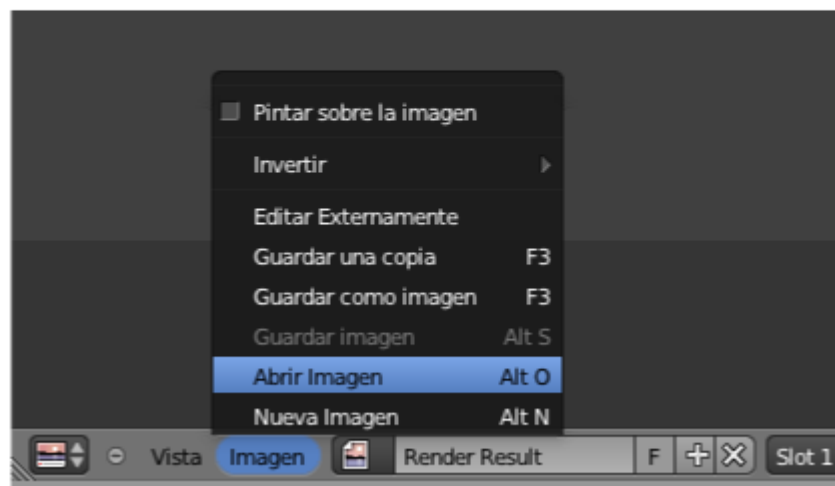 Pintar sobre la imagen
Invertir
Editar Externamente
Guardar una copia F3
Guardar como imagen F3
Guardar imagen Alt S
Abrir Imagen Alt O
Nueva Imagen Alt N
Vista Imagen Render Result F Slot 1